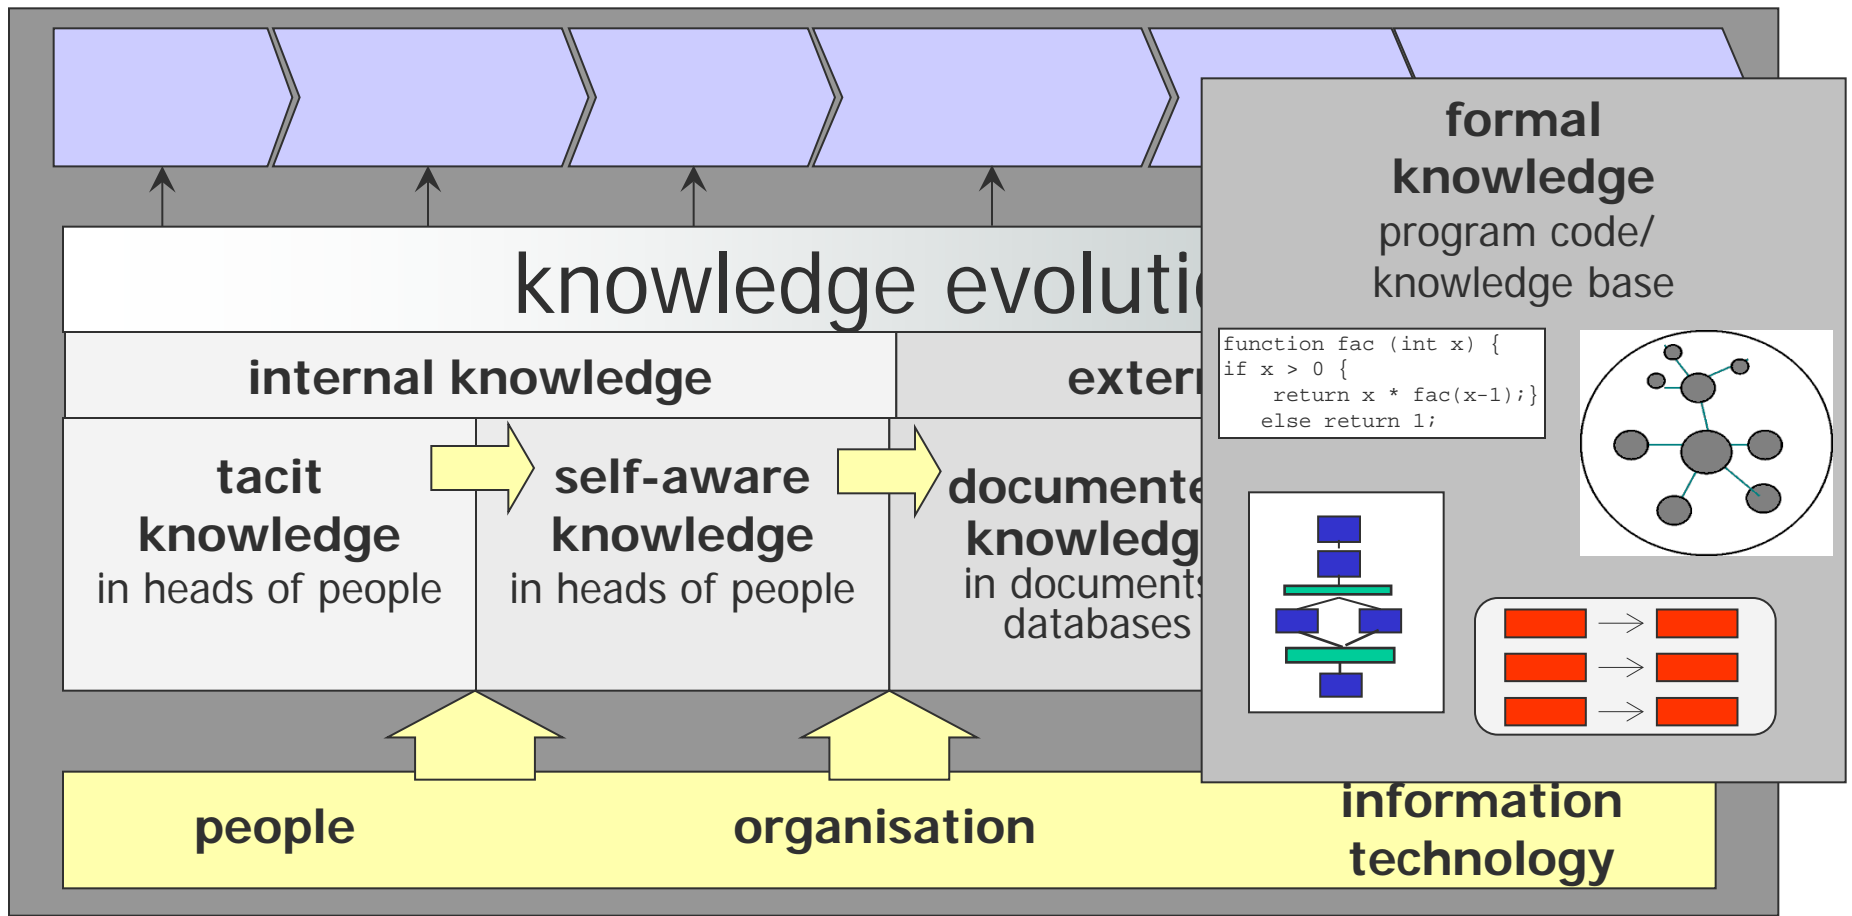 knowledge evoluti
internal knowledge
extern
tacit
knowledge
in heads of people
self-aware
knowledge
in heads of people
documente
knowledg
in documents
databases
formal
knowledge
program code/
knowledge base
function fac (int x) {
if x > 0 {
return x * fac(x-1);}
else return 1;
people
organisation
information
technology